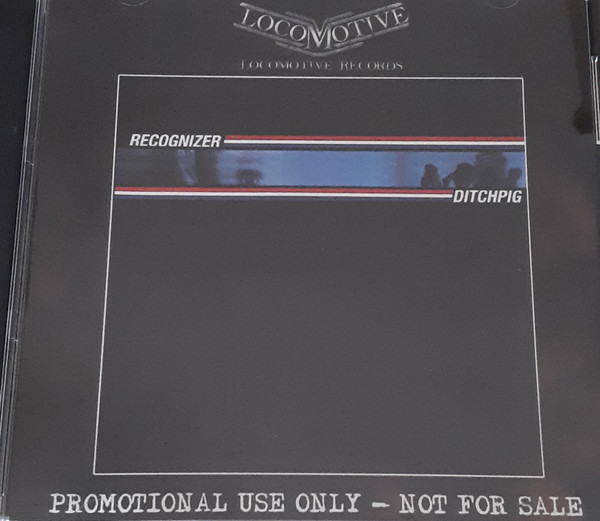 LOCOMOTIVE
LOCOMOTIVE RECORDS
RECOGNIZER
DITCHPIG
PROMOTIONAL USE ONLY – NOT FOR SALE